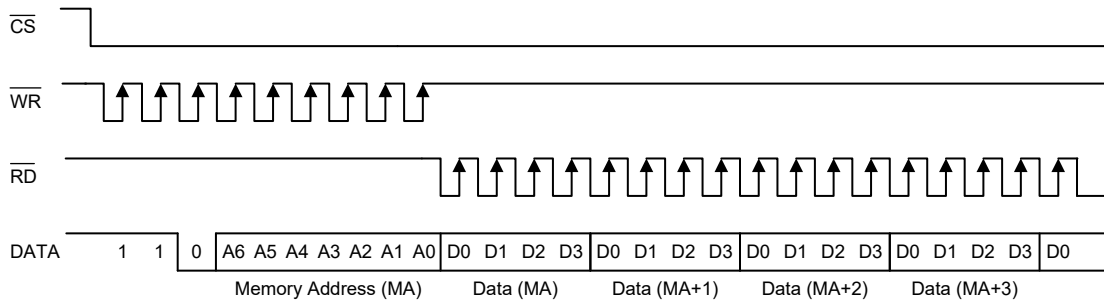 CS
WR
RD
DATA 1 1 0 A6 A5 A4 A3 A2 A1 A0 D0 D1 D2 D3 D0 D1 D2 D3 D0 D1 D2 D3 D0 D1 D2 D3 D0
Memory Address (MA) Data (MA) Data (MA+1) Data (MA+2) Data (MA+3)